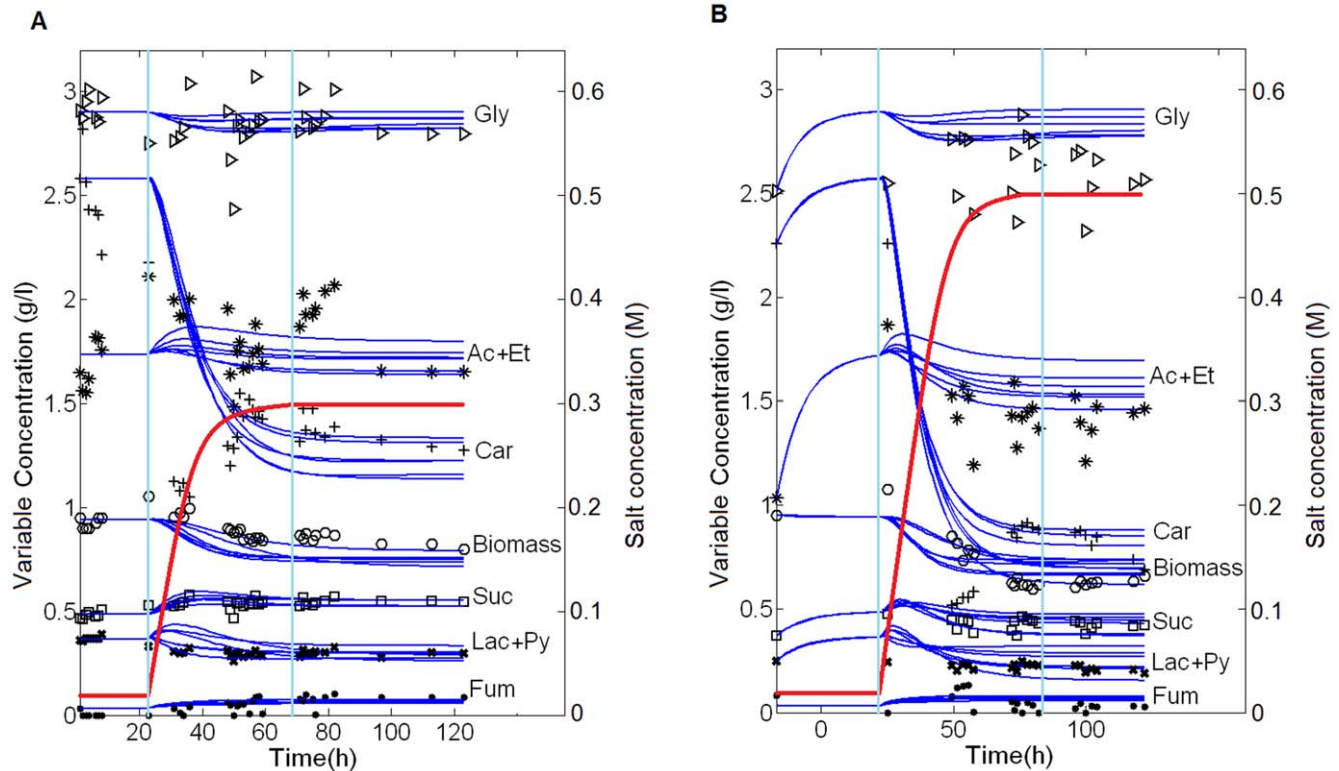 A
Variable Concentration (g/l)
3
2.5
2
1.5
1
0.5
0
20
40
60
80
100
120
Time(h)
0.6
0.5
0.4
0.3
0.2
0.1
0
Salt concentration (M)
Gly
Ac+Et
Car
Biomass
Suc
Lac+Py
Fum
B
Variable Concentration (g/l)
3
2.5
2
1.5
1
0.5
0
0
50
100
Time(h)
0.6
0.5
0.4
0.3
0.2
0.1
0
Salt concentration (M)
Gly
Ac+Et
Car
Biomass
Suc
Lac+Py
Fum